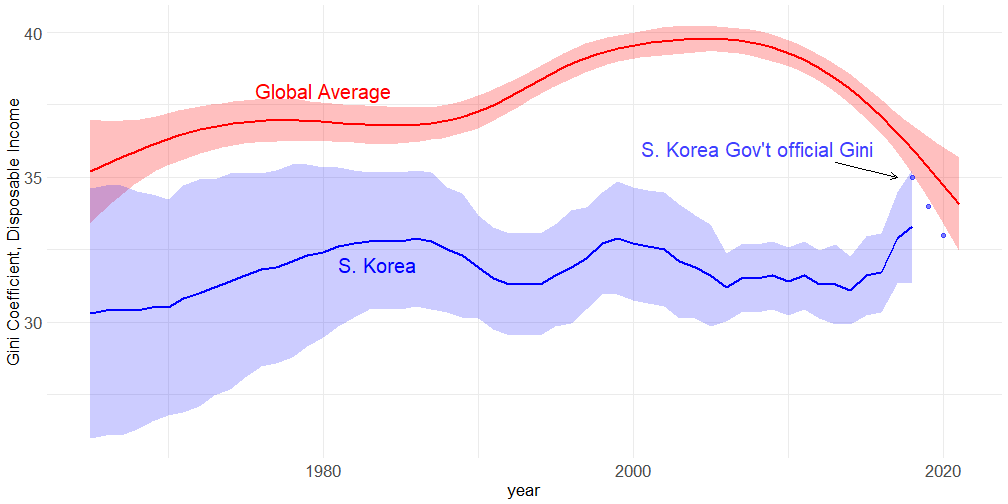 40
35
30
Gini Coefficient, Disposable Income
Global Average
S. Korea Gov't official Gini
S. Korea
1980
2000
2020
year